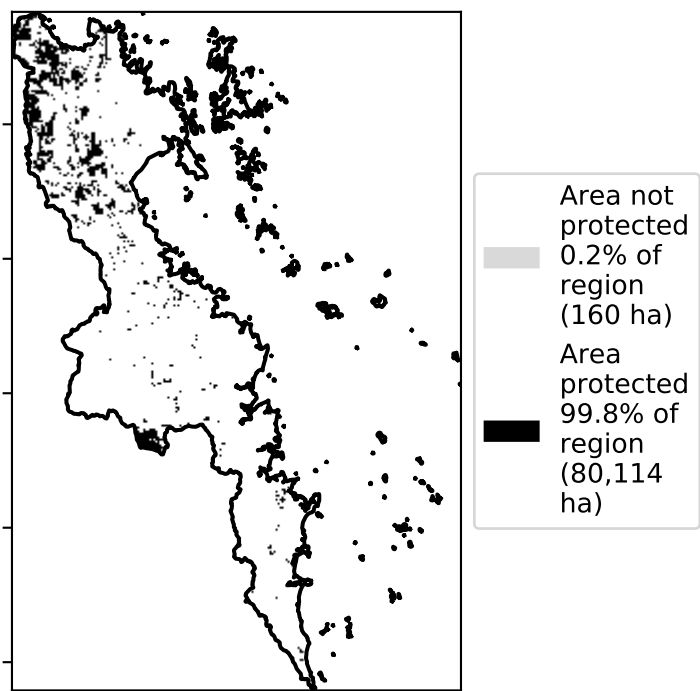 Area not
protected
0.2% of
region
(160 ha)
Area
protected
99.8% of
region
(80,114
ha)